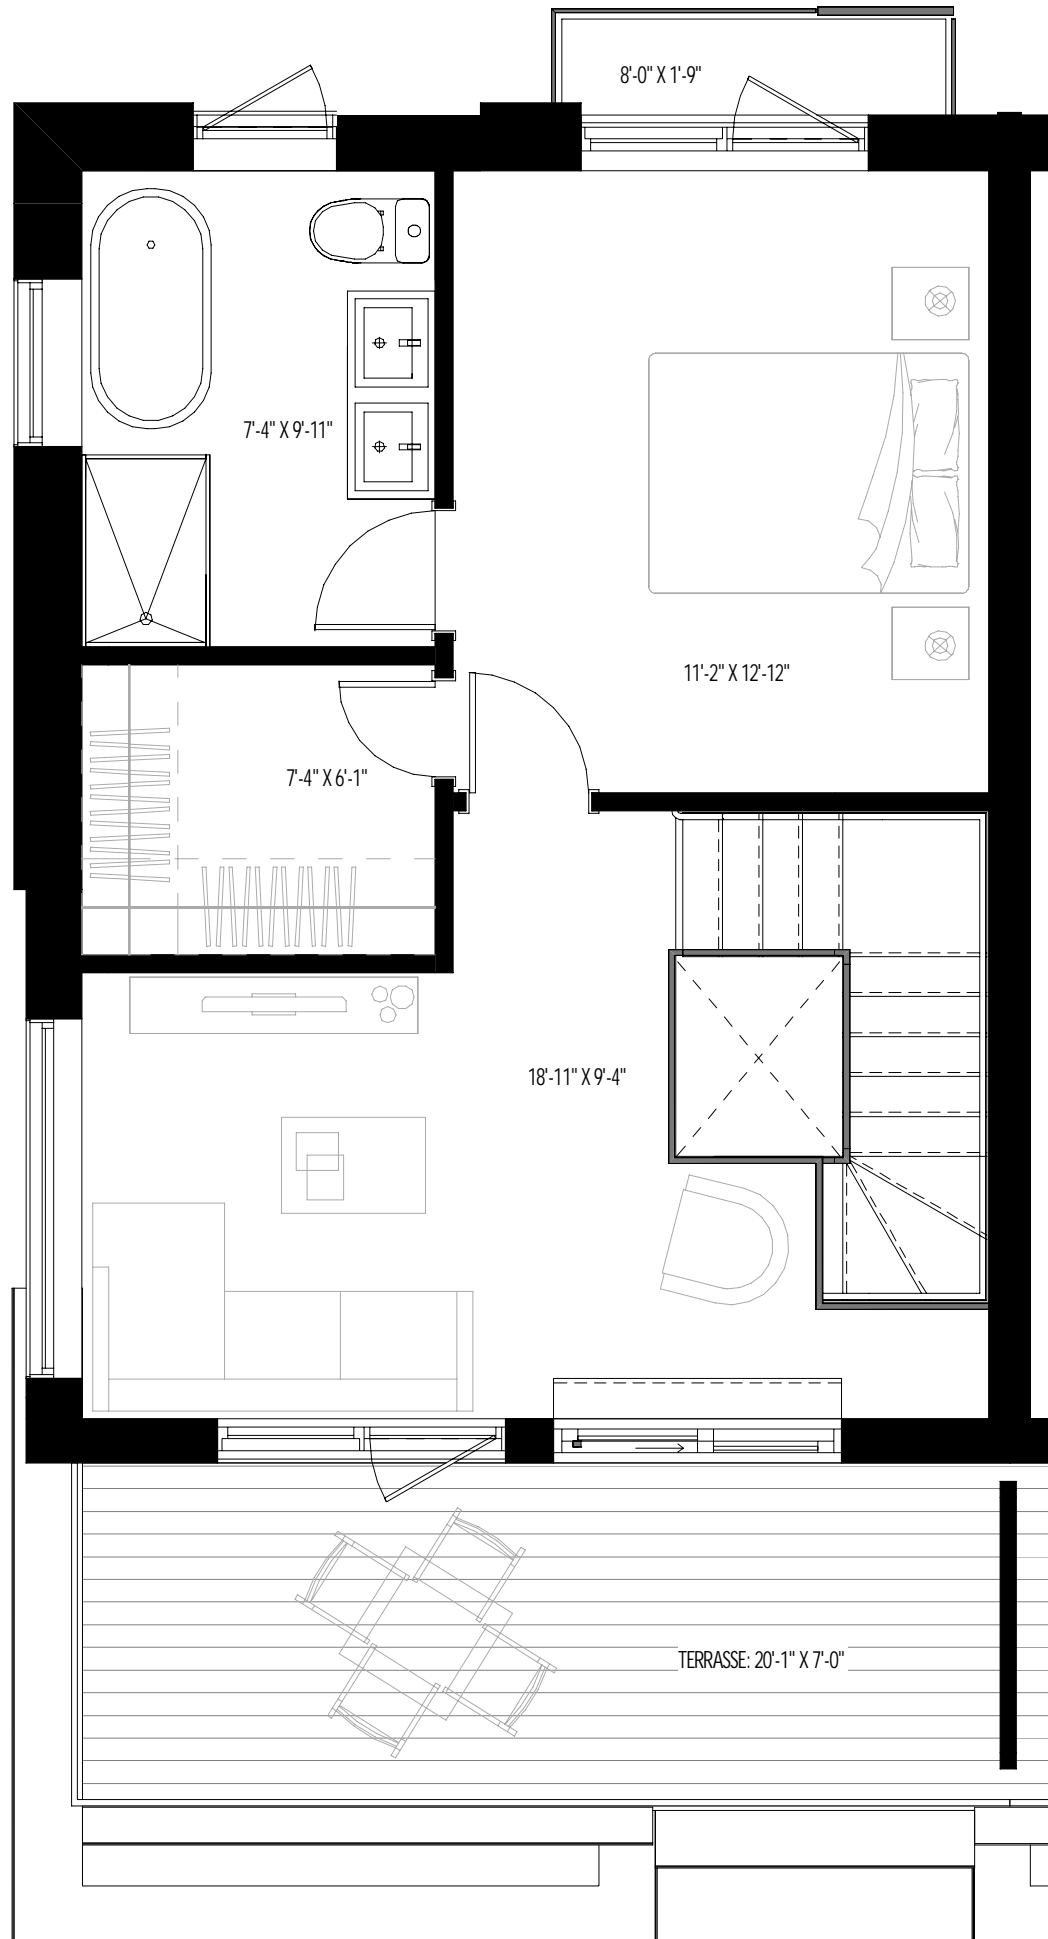 8'-0" X 1'-9"
7'-4" X 9'-11"
11'-2" X 12'-12"
7'-4" X 6'-1"
18'-11" X 9'-4"
TERRASSE: 20'-1" X 7'-0"